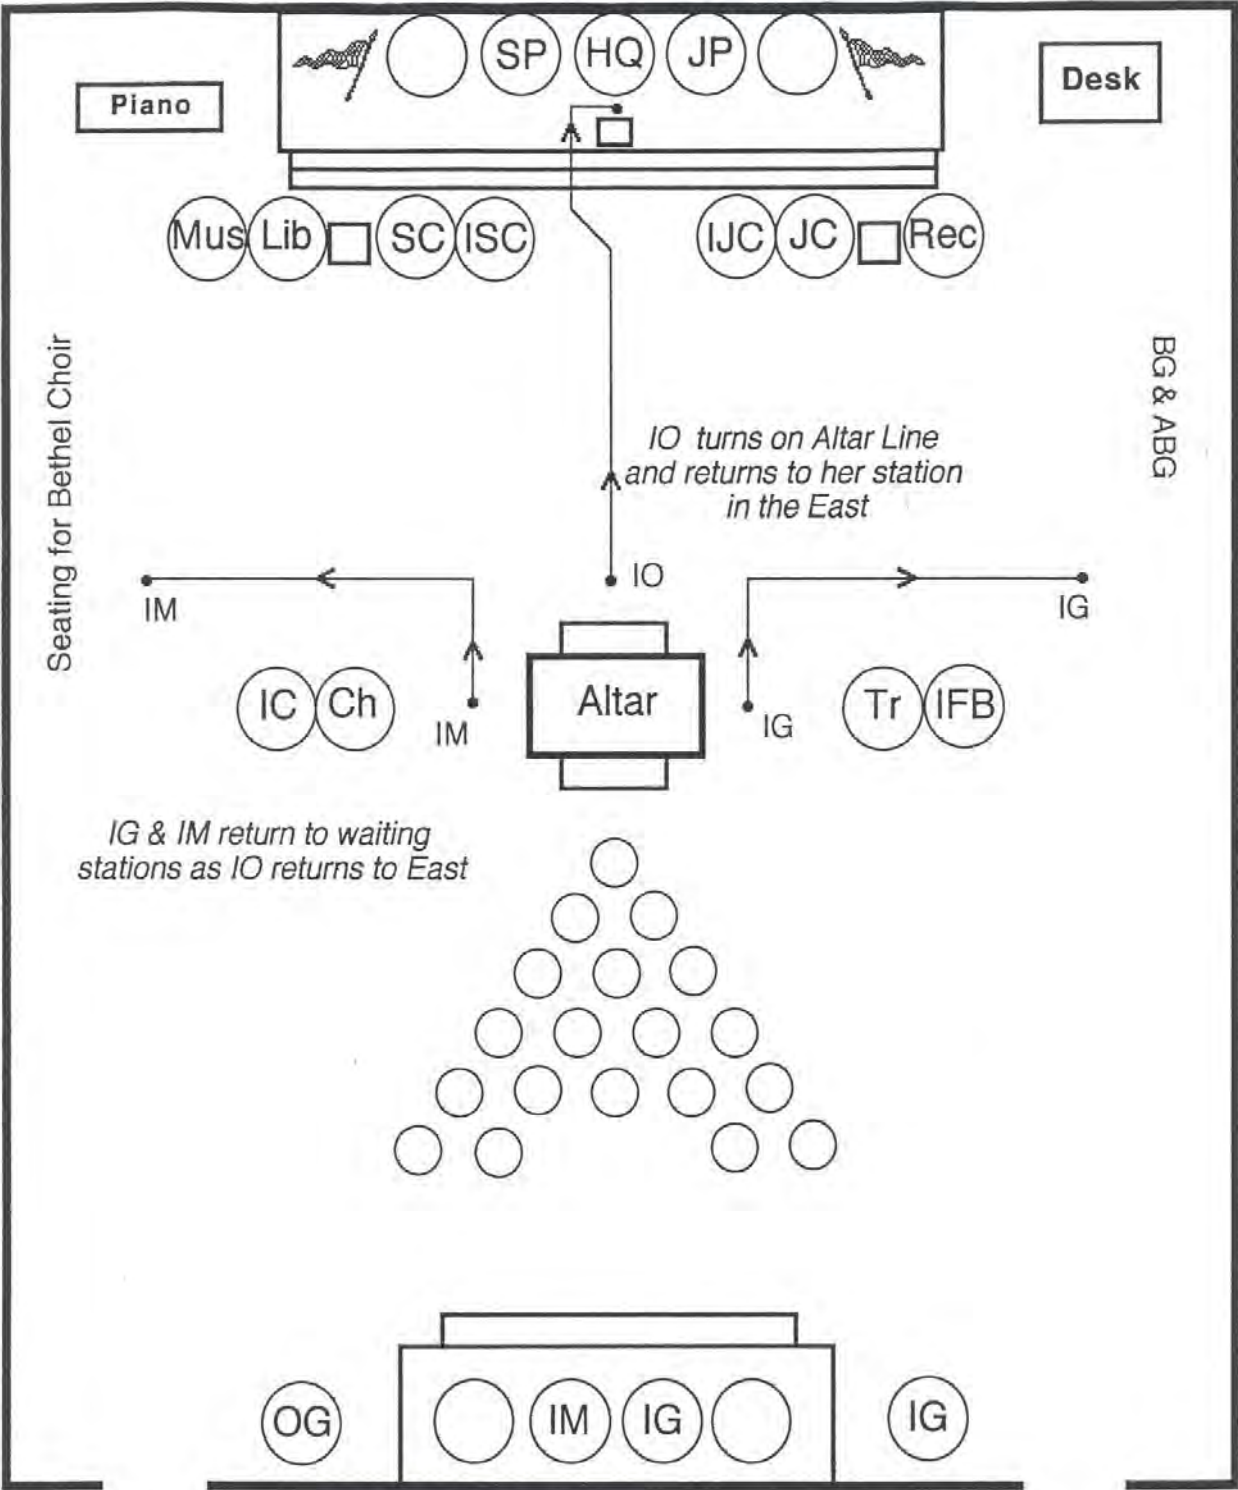 SP HQ JP
Piano
Desk
Mus Lib SC ISC IJC JC Rec
Seating for Bethel Choir
BG & ABG
IO turns on Altar Line
and returns to her station
in the East
IO
IM
IG
IC Ch
IM
Altar
IG
Tr IFB
IG & IM return to waiting
stations as IO returns to East
OG IM IG IG